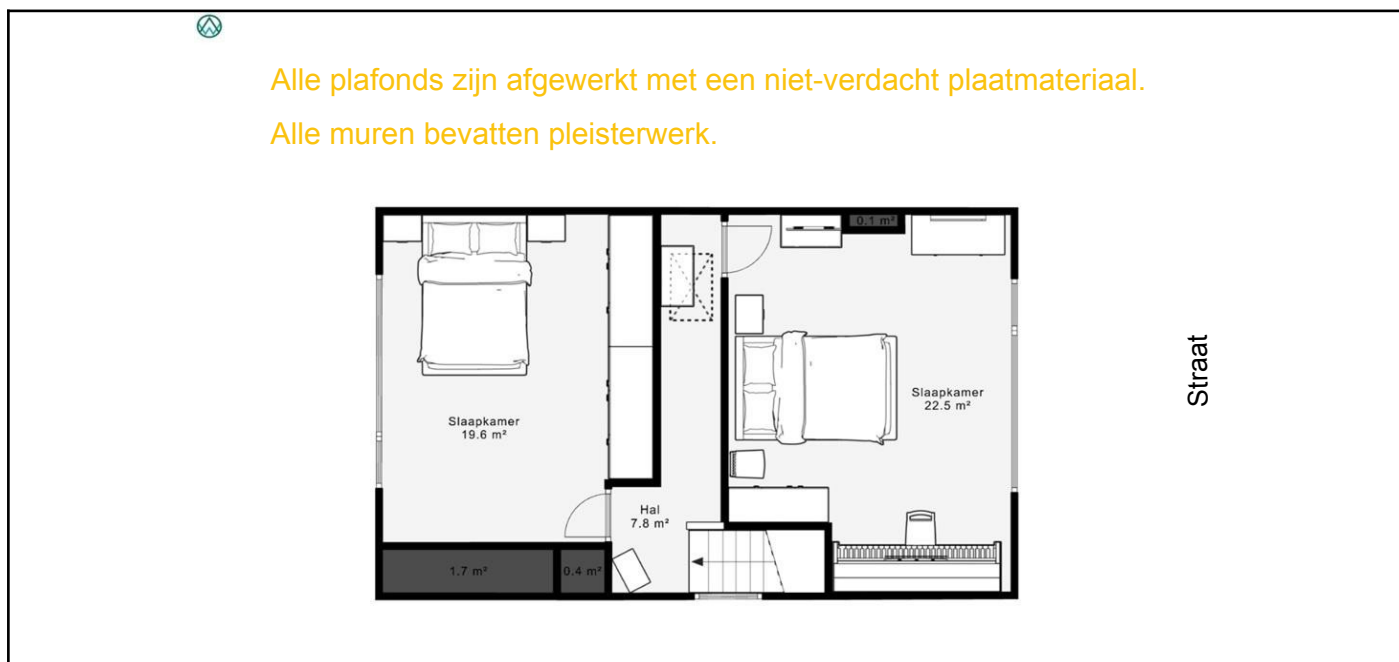 Alle plafonds zijn afgewerkt met een niet-verdacht plaatmateriaal.
Alle muren bevatten pleisterwerk.
0.1 m²
Straat
Slaapkamer
22.5 m²
Slaapkamer
19.6 m²
Hal
7.8 m²
1.7 m²
0.4 m²